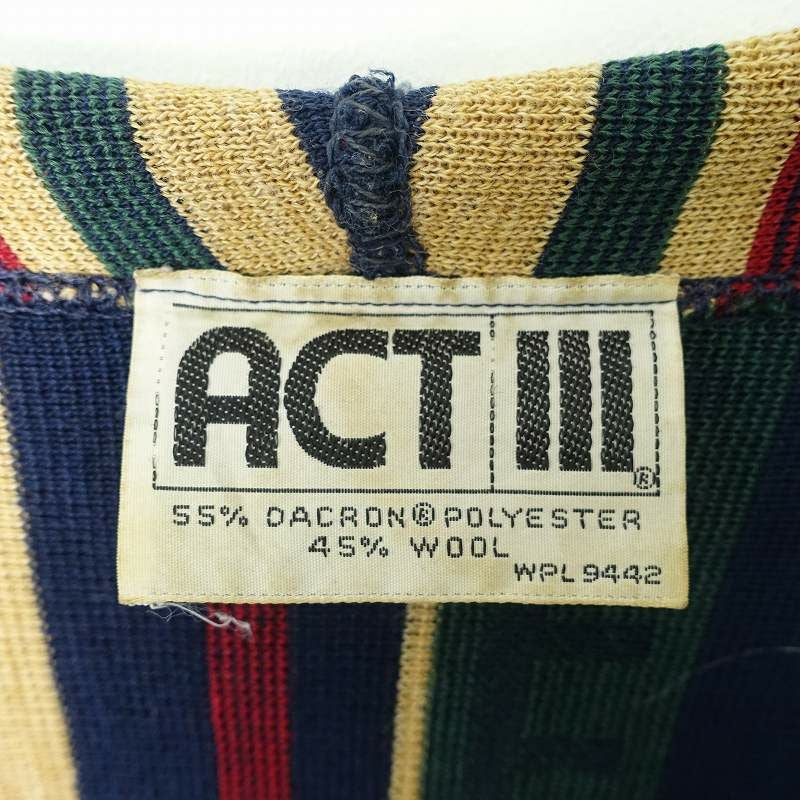 ACT III®
55% DACRON® POLYESTER
45% WOOL
WPL 9442